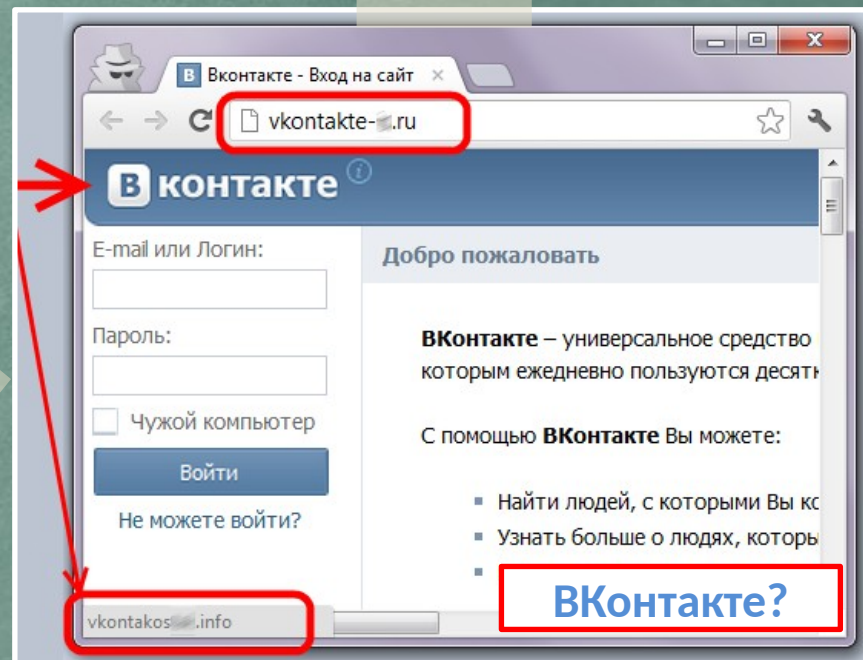 Вконтакте - Вход на сайт
vkontakte- .ru
В контакте i
E-mail или Логин:
Пароль:
Чужой компьютер
Войти
Не можете войти?
Добро пожаловать
ВКонтакте – универсальное средство
которым ежедневно пользуются десятк
С помощью ВКонтакте Вы можете:
Найти людей, с которыми Вы ко
Узнать больше о людях, которы
ВКонтакте?
vkontakos .info